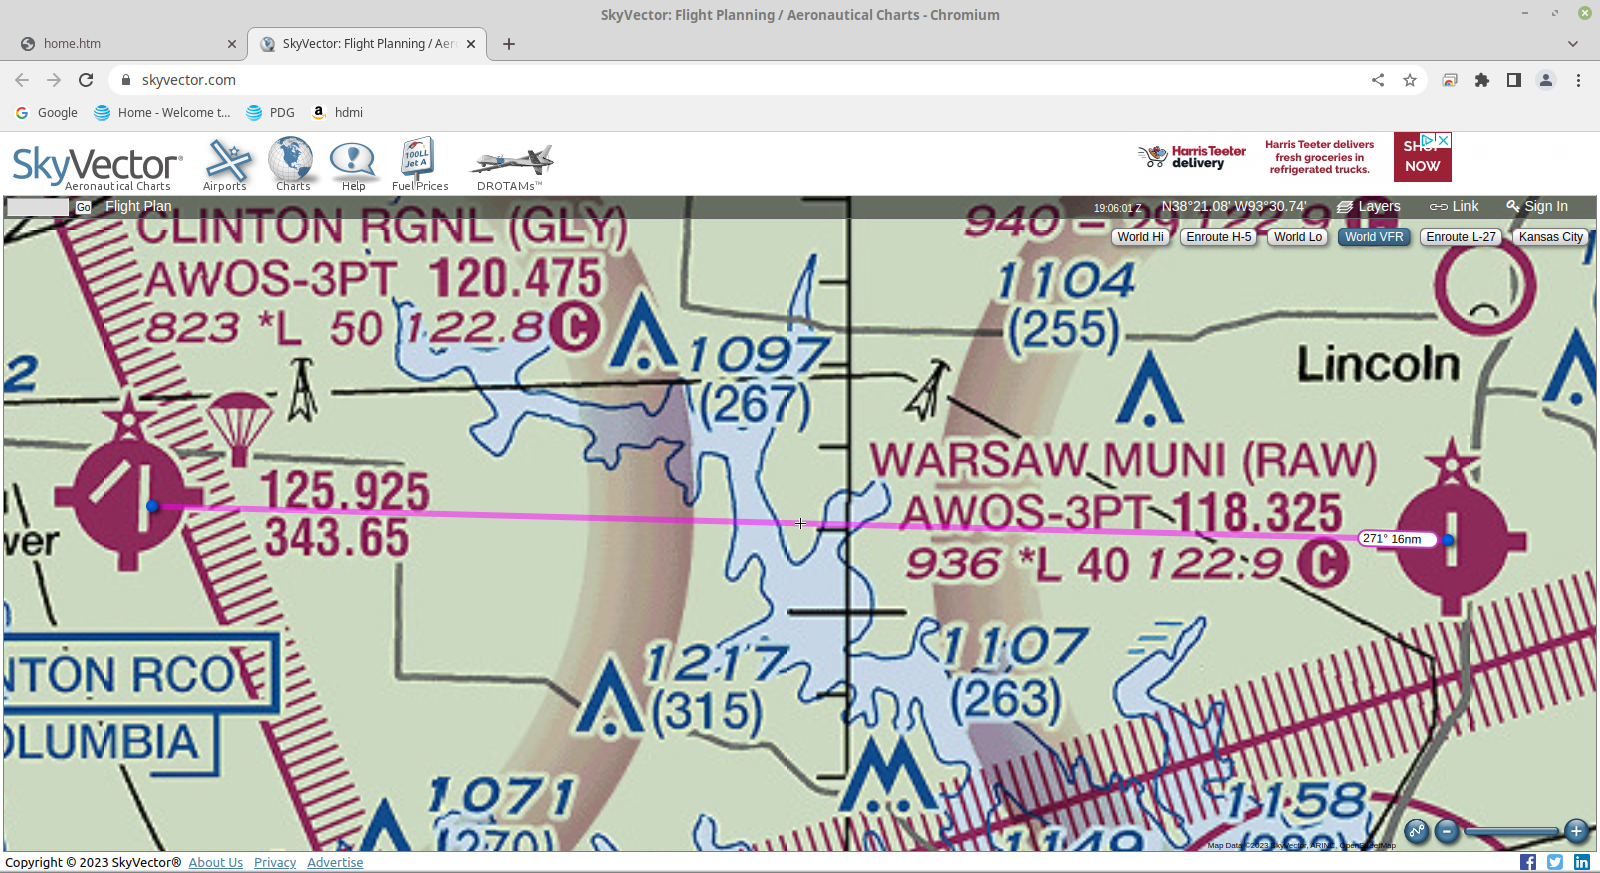 SkyVector: Flight Planning / Aeronautical Charts - Chromium
home.htm
SkyVector: Flight Planning / Aer
skyvector.com
Google
Home - Welcome t...
PDG
hdmi
SkyVector®
Aeronautical Charts
Airports
Charts
Help
100LL
Jet A
Fuel Prices
DROTAMs™
Harris Teeter
delivery
Harris Teeter delivers
fresh groceries in
refrigerated trucks.
SHOP
NOW
Go
Flight Plan
19:06:01 Z
N38°21.08' W93°30.74'
Layers
Link
Sign In
World Hi
Enroute H-5
World Lo
World VFR
Enroute L-27
Kansas City
CLINTON RGNL (GLY)
AWOS-3PT 120.475
823 *L 50 122.8 C
1097
(267)
1104
(255)
Lincoln
2
125.925
343.65
WARSAW MUNI (RAW)
AWOS-3PT 118.325
936 *L 40 122.9 C
271° 16nm
wer
NTON RCO
OLUMBIA
1217
(315)
1107
(263)
1071
(270)
1158
1149
Map Data ©2023 SkyVector, ARINC, OpenStreetMap
Copyright © 2023 SkyVector®
About Us
Privacy
Advertise